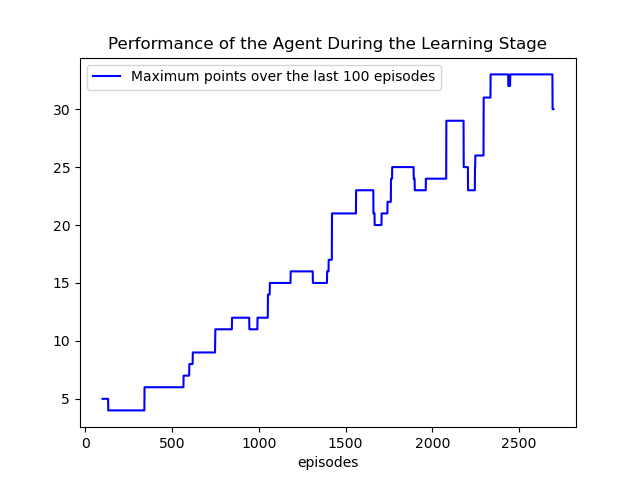 Performance of the Agent During the Learning Stage
Maximum points over the last 100 episodes
30
25
20
15
10
5
0 500 1000 1500 2000 2500
episodes